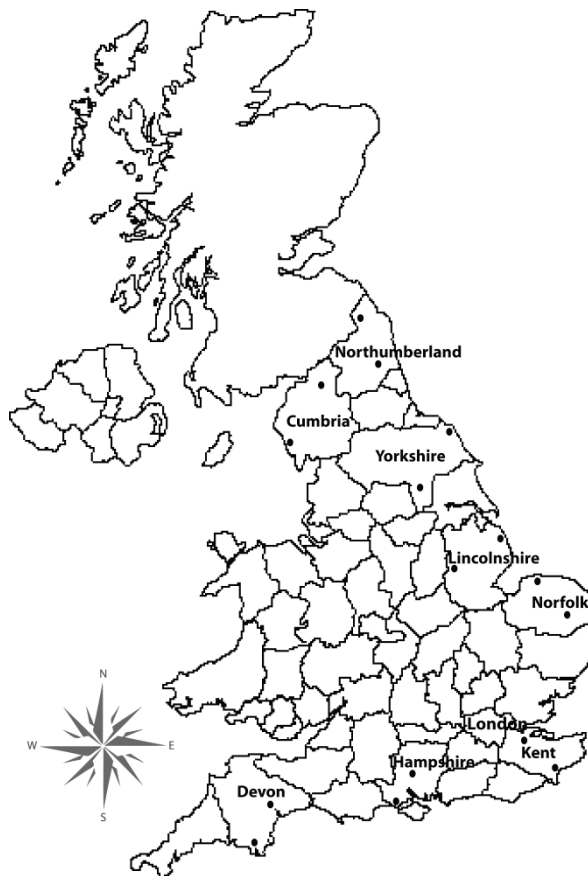 Northumberland
Cumbria
Yorkshire
Lincolnshire
Norfolk
N
London
W
E
Kent
Hampshire
Devon
S